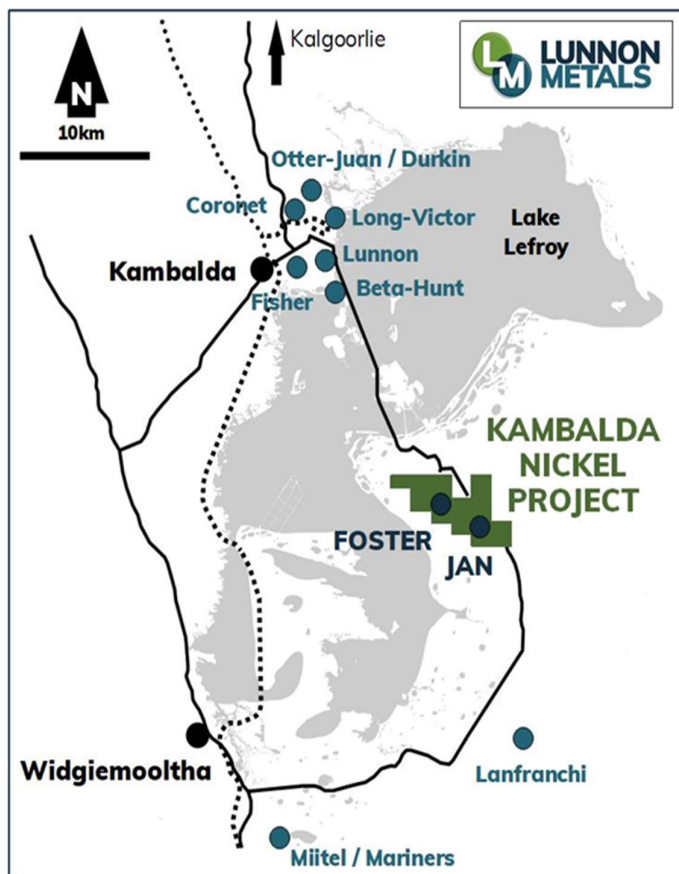 Kalgoorlie
N
10km
LM LUNNON
METALS
Otter-Juan / Durkin
Coronet
Long-Victor
Lake
Lefroy
Lunnon
Kambalda
Fisher
Beta-Hunt
KAMBALDA
NICKEL
PROJECT
FOSTER
JAN
Widgiemooltha
Lanfranchi
Miitel / Mariners